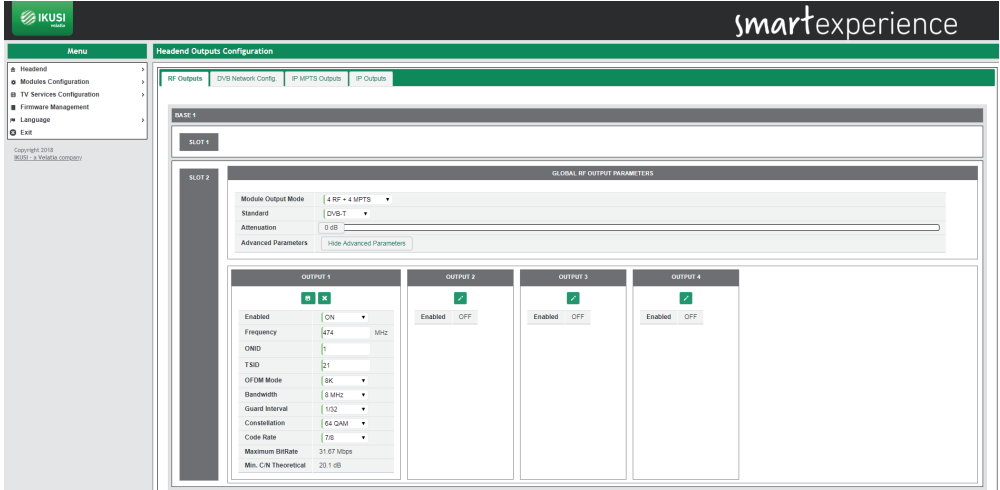 IKUSI
velatia
smartexperience
Menu
Headend Outputs Configuration
Headend
Modules Configuration
TV Services Configuration
Firmware Management
Language
Exit
Copyright 2018
IKUSI - a Velatia company
RF Outputs DVB Network Config. IP MPTS Outputs IP Outputs
BASE 1
SLOT 1
SLOT 2
GLOBAL RF OUTPUT PARAMETERS
Module Output Mode 4 RF + 4 MPTS
Standard DVB-T
Attenuation 0 dB
Advanced Parameters Hide Advanced Parameters
OUTPUT 1 OUTPUT 2 OUTPUT 3 OUTPUT 4
Enabled ON Enabled OFF Enabled OFF Enabled OFF
Frequency 474 MHz
ONID 1
TSID 21
OFDM Mode 8K
Bandwidth 8 MHz
Guard Interval 1/32
Constellation 64 QAM
Code Rate 7/8
Maximum BitRate 31.67 Mbps
Min. C/N Theoretical 20.1 dB